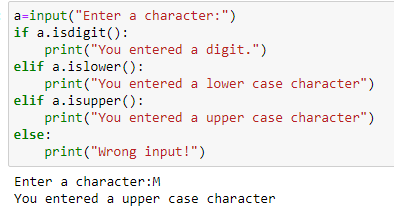 a=input("Enter a character:")
if a.isdigit():
    print("You entered a digit.")
elif a.islower():
    print("You entered a lower case character")
elif a.isupper():
    print("You entered a upper case character")
else:
    print("Wrong input!")
Enter a character:M
You entered a upper case character